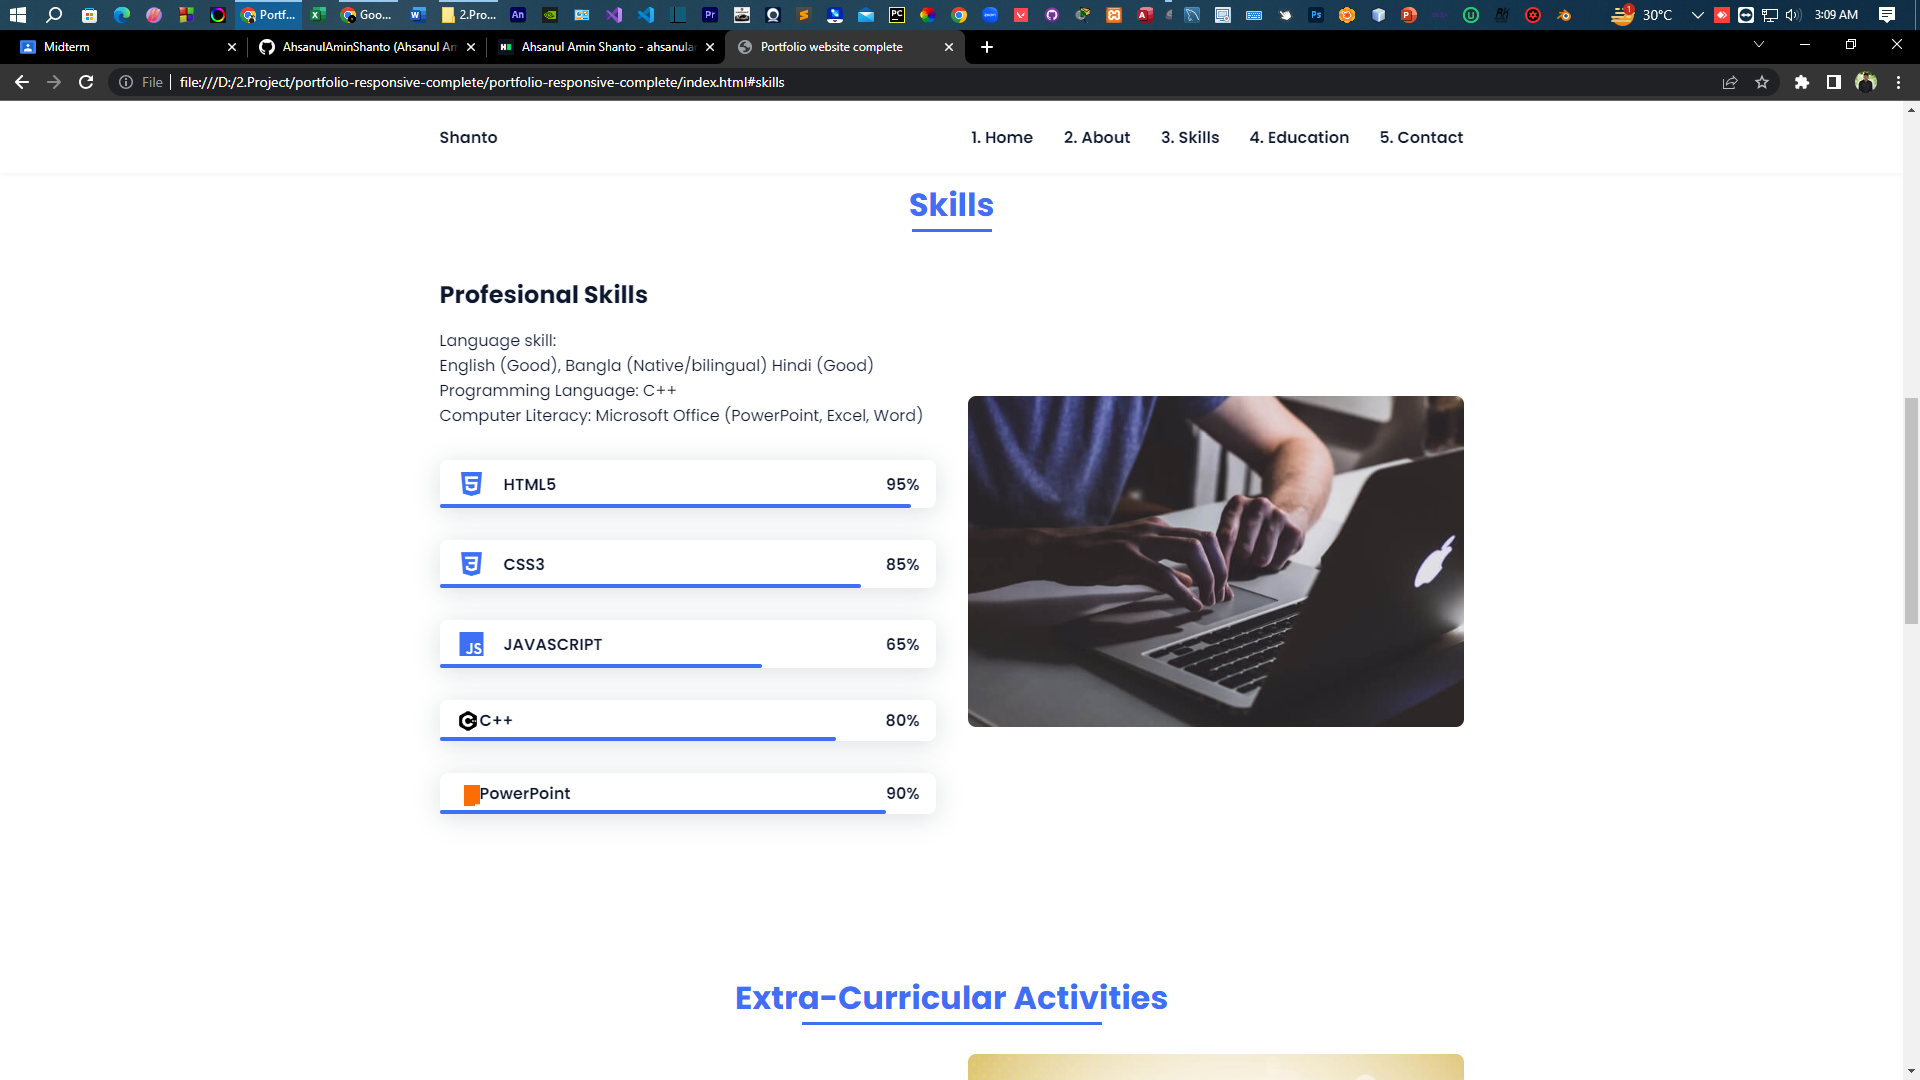 Portf...
Goo...
2.Pro...
30°C
3:09 AM
Midterm
AhsanulAminShanto (Ahsanul Am
Ahsanul Amin Shanto - ahsanular
Portfolio website complete
File
file:///D:/2.Project/portfolio-responsive-complete/portfolio-responsive-complete/index.html#skills
Shanto
1. Home
2. About
3. Skills
4. Education
5. Contact
Skills
Profesional Skills
Language skill:
English (Good), Bangla (Native/bilingual) Hindi (Good)
Programming Language: C++
Computer Literacy: Microsoft Office (PowerPoint, Excel, Word)
HTML5 95%
CSS3 85%
JS JAVASCRIPT 65%
C++ 80%
PowerPoint 90%
Extra-Curricular Activities